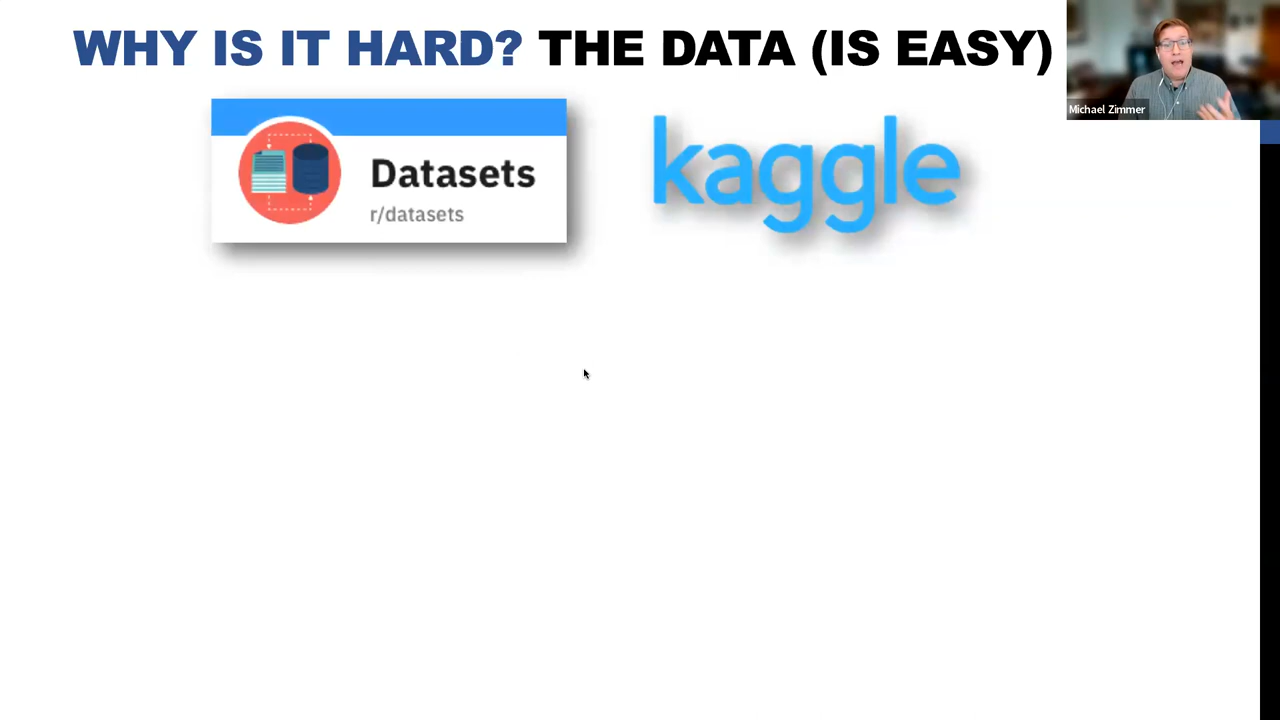 WHY IS IT HARD? THE DATA (IS EASY)
Michael Zimmer
Datasets
r/datasets
kaggle